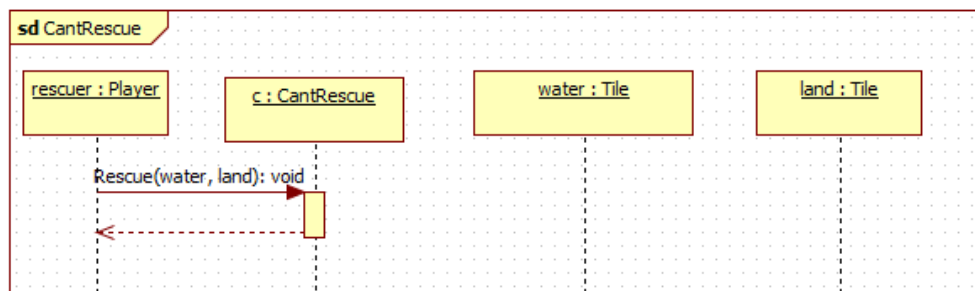 sd CantRescue
rescuer : Player
c : CantRescue
water : Tile
land : Tile
Rescue(water, land): void